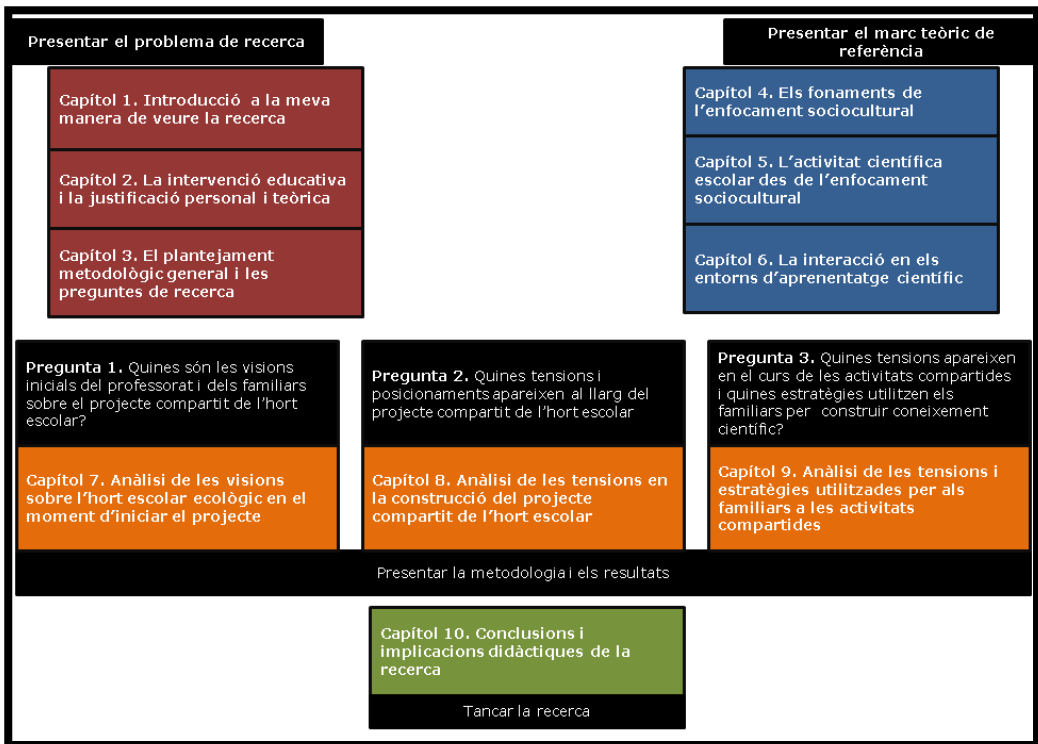 Presentar el problema de recerca
Capítol 1. Introducció a la meva
manera de veure la recerca
Capítol 2. La intervenció educativa
i la justificació personal i teòrica
Capítol 3. El plantejament
metodològic general i les
preguntes de recerca
Presentar el marc teòric de
referència
Capítol 4. Els fonaments de
l’enfocament sociocultural
Capítol 5. L’activitat científica
escolar des de l’enfocament
sociocultural
Capítol 6. La interacció en els
entorns d’aprenentatge científic
Pregunta 1. Quines són les visions
inicials del professorat i dels familiars
sobre el projecte compartit de l’hort
escolar?
Capítol 7. Anàlisi de les visions
sobre l’hort escolar ecològic en el
moment d’iniciar el projecte
Pregunta 2. Quines tensions i
posicionaments apareixen al llarg del
projecte compartit de l’hort escolar
Capítol 8. Anàlisi de les tensions en
la construcció del projecte
compartit de l’hort escolar
Pregunta 3. Quines tensions apareixen
en el curs de les activitats compartides
i quines estratègies utilitzen els
familiars per construir coneixement
científic?
Capítol 9. Anàlisi de les tensions i
estratègies utilitzades per als
familiars a les activitats
compartides
Presentar la metodologia i els resultats
Capítol 10. Conclusions i
implicacions didàctiques de la
recerca
Tancar la recerca